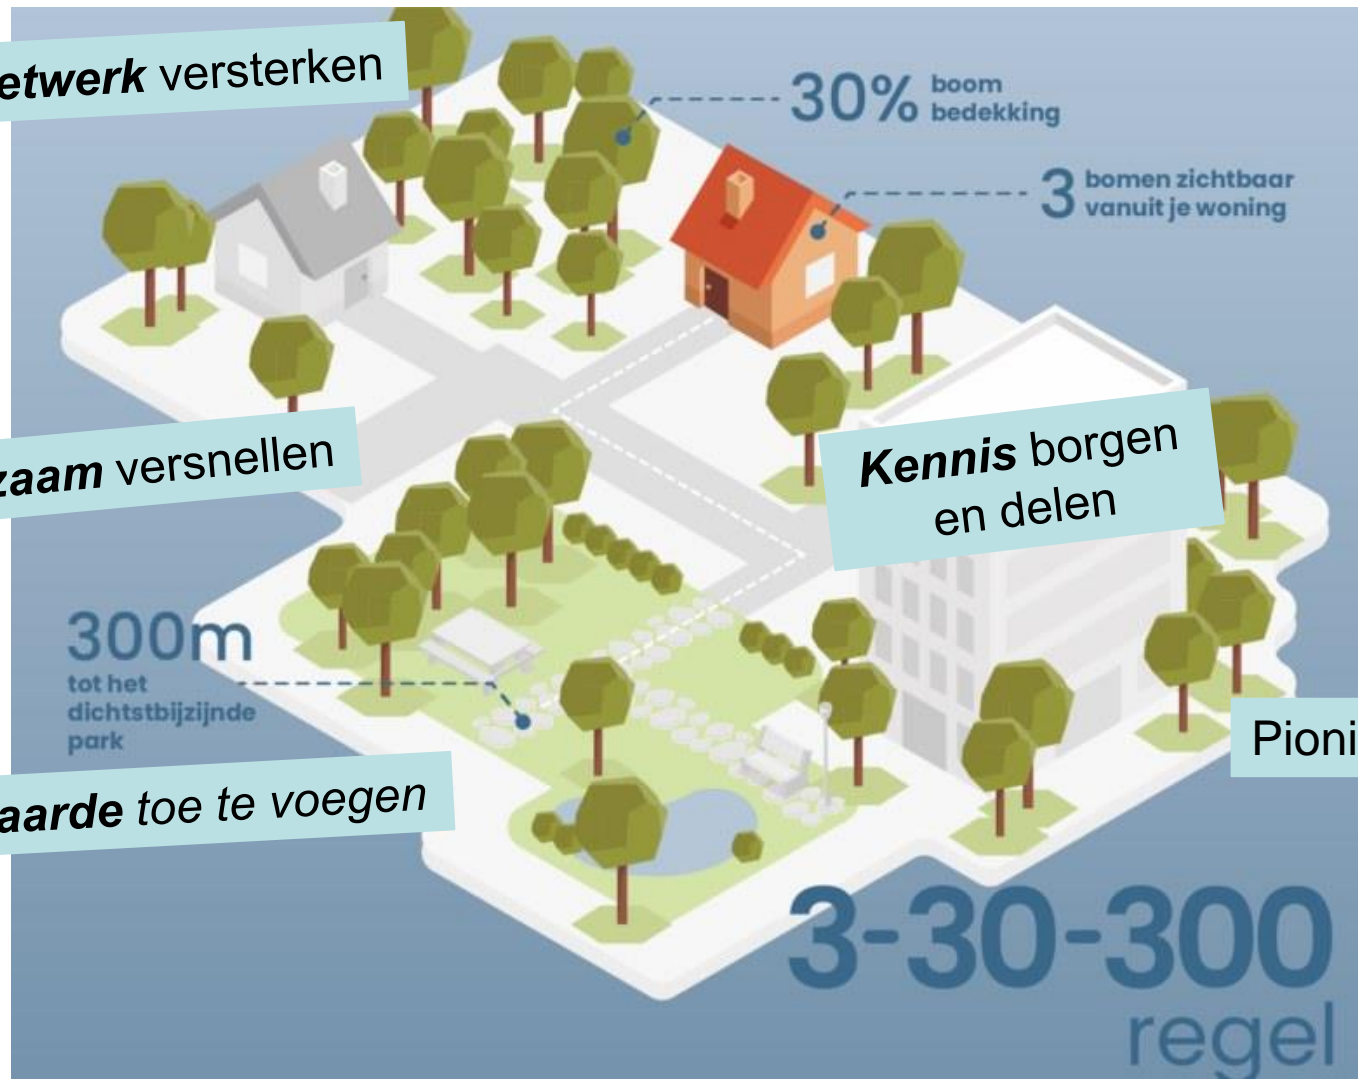 etwerk versterken
30% boom
bedekking
3 bomen zichtbaar
vanuit je woning
zaam versnellen
Kennis borgen
en delen
300m
tot het
dichtstbijzijnde
park
Pioni
aarde toe te voegen
3-30-300
regel